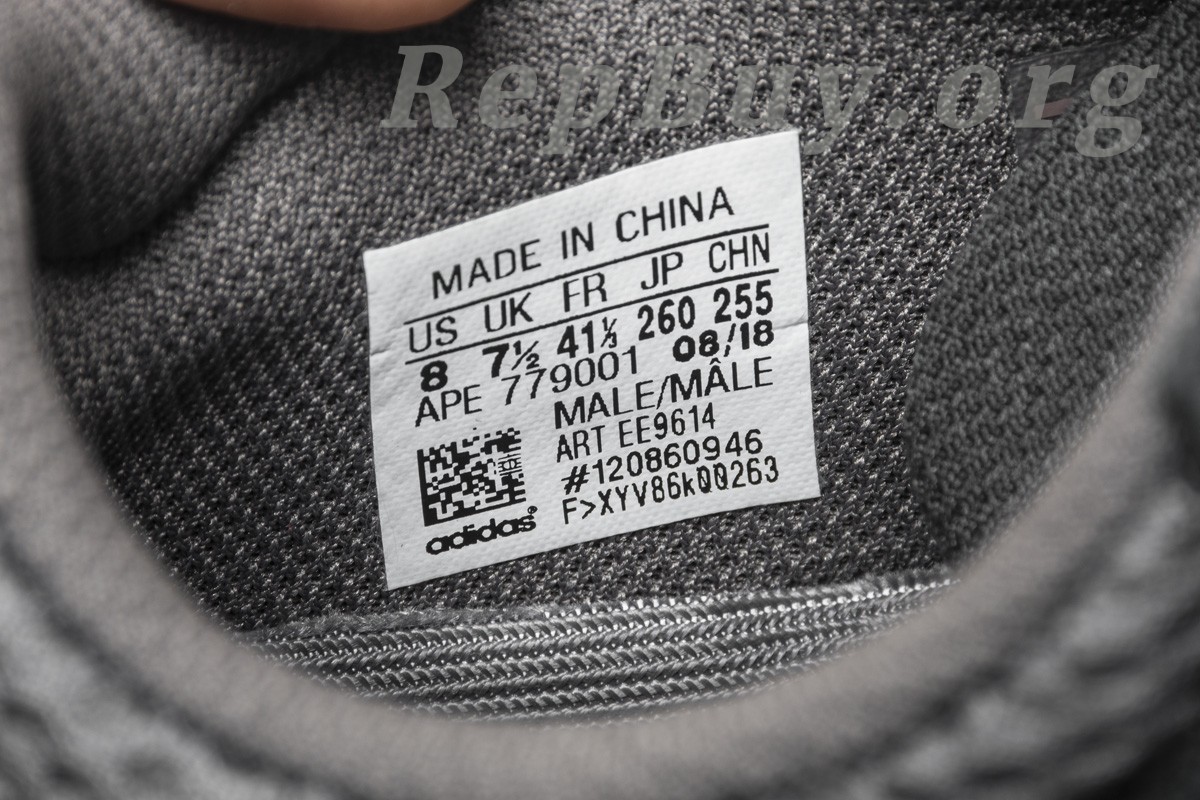 RepBuy.org
MADE IN CHINA
US UK FR JP CHN
8 7½ 41⅓ 260 255
APE 779001 08/18
MALE/MÂLE
ART EE9614
#120860946
F>XYV86kQQ263
adidas®